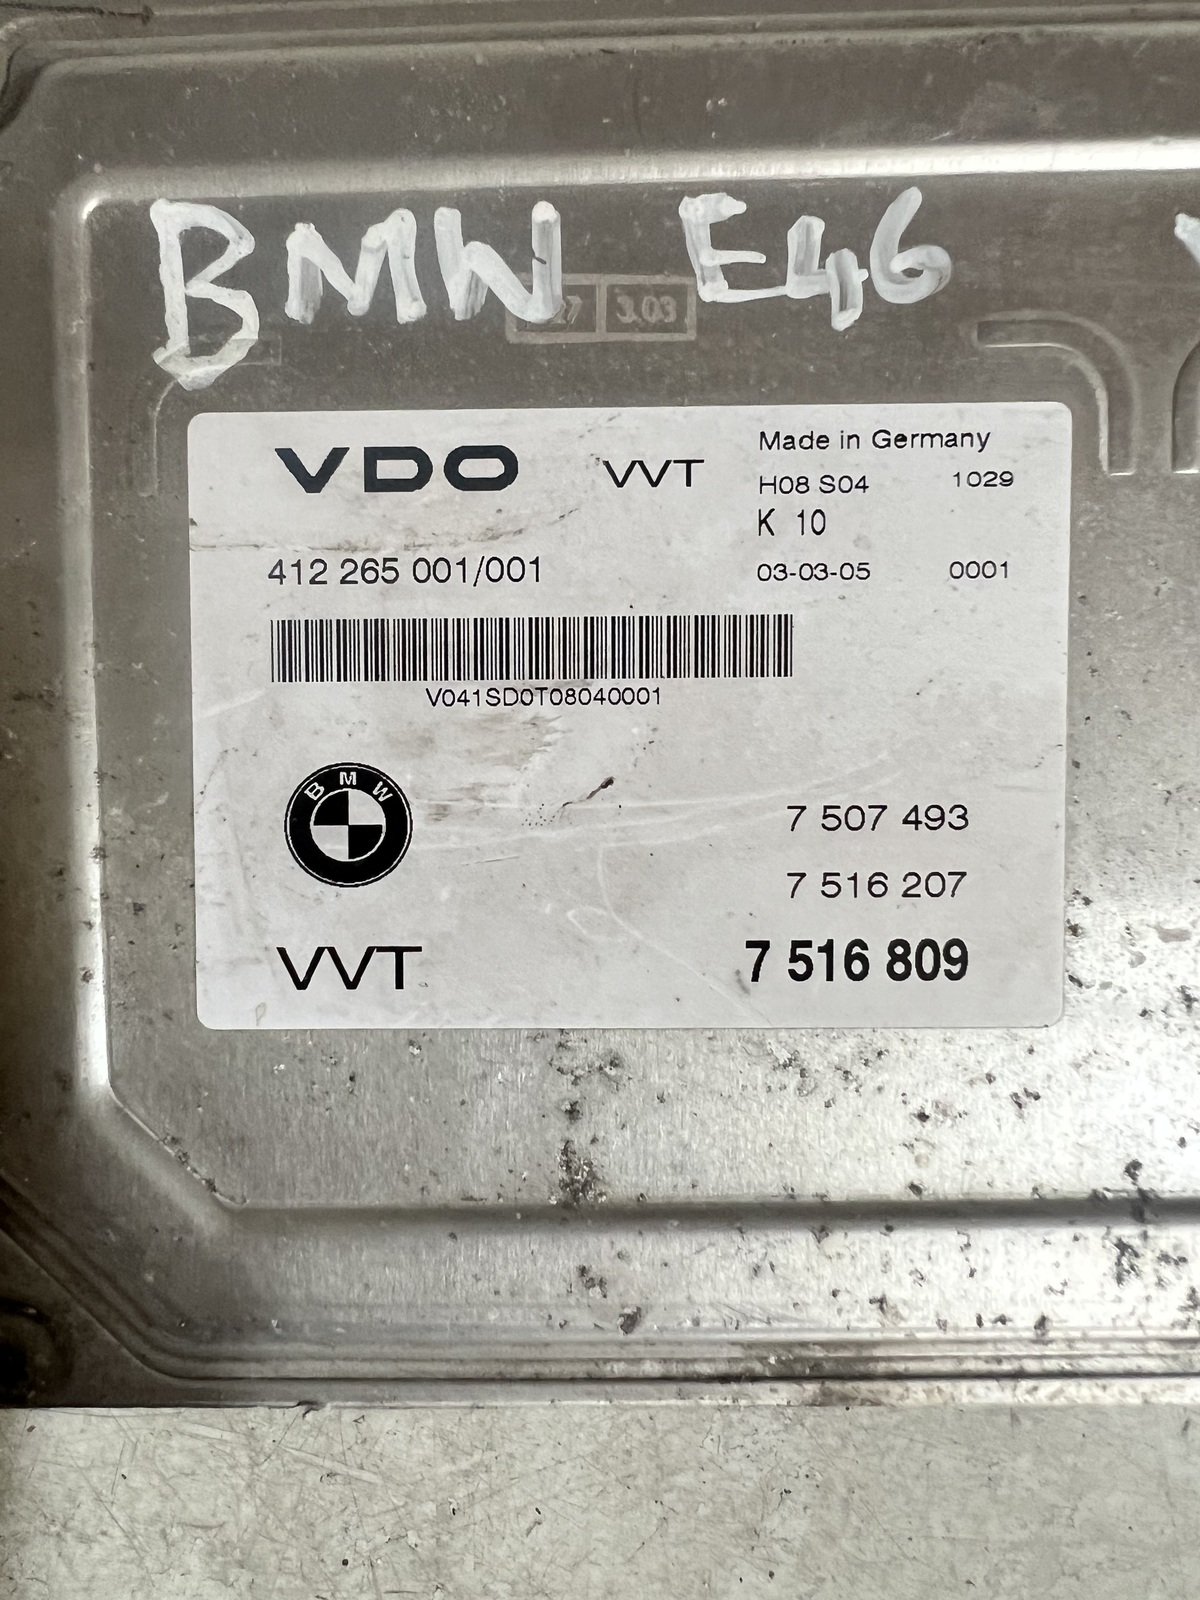 BMW E46
3.03
VDO VVT
Made in Germany
H08 S04 1029
K 10
412 265 001/001
03-03-05 0001
V041SD0T08040001
BMW
7 507 493
7 516 207
VVT 7 516 809